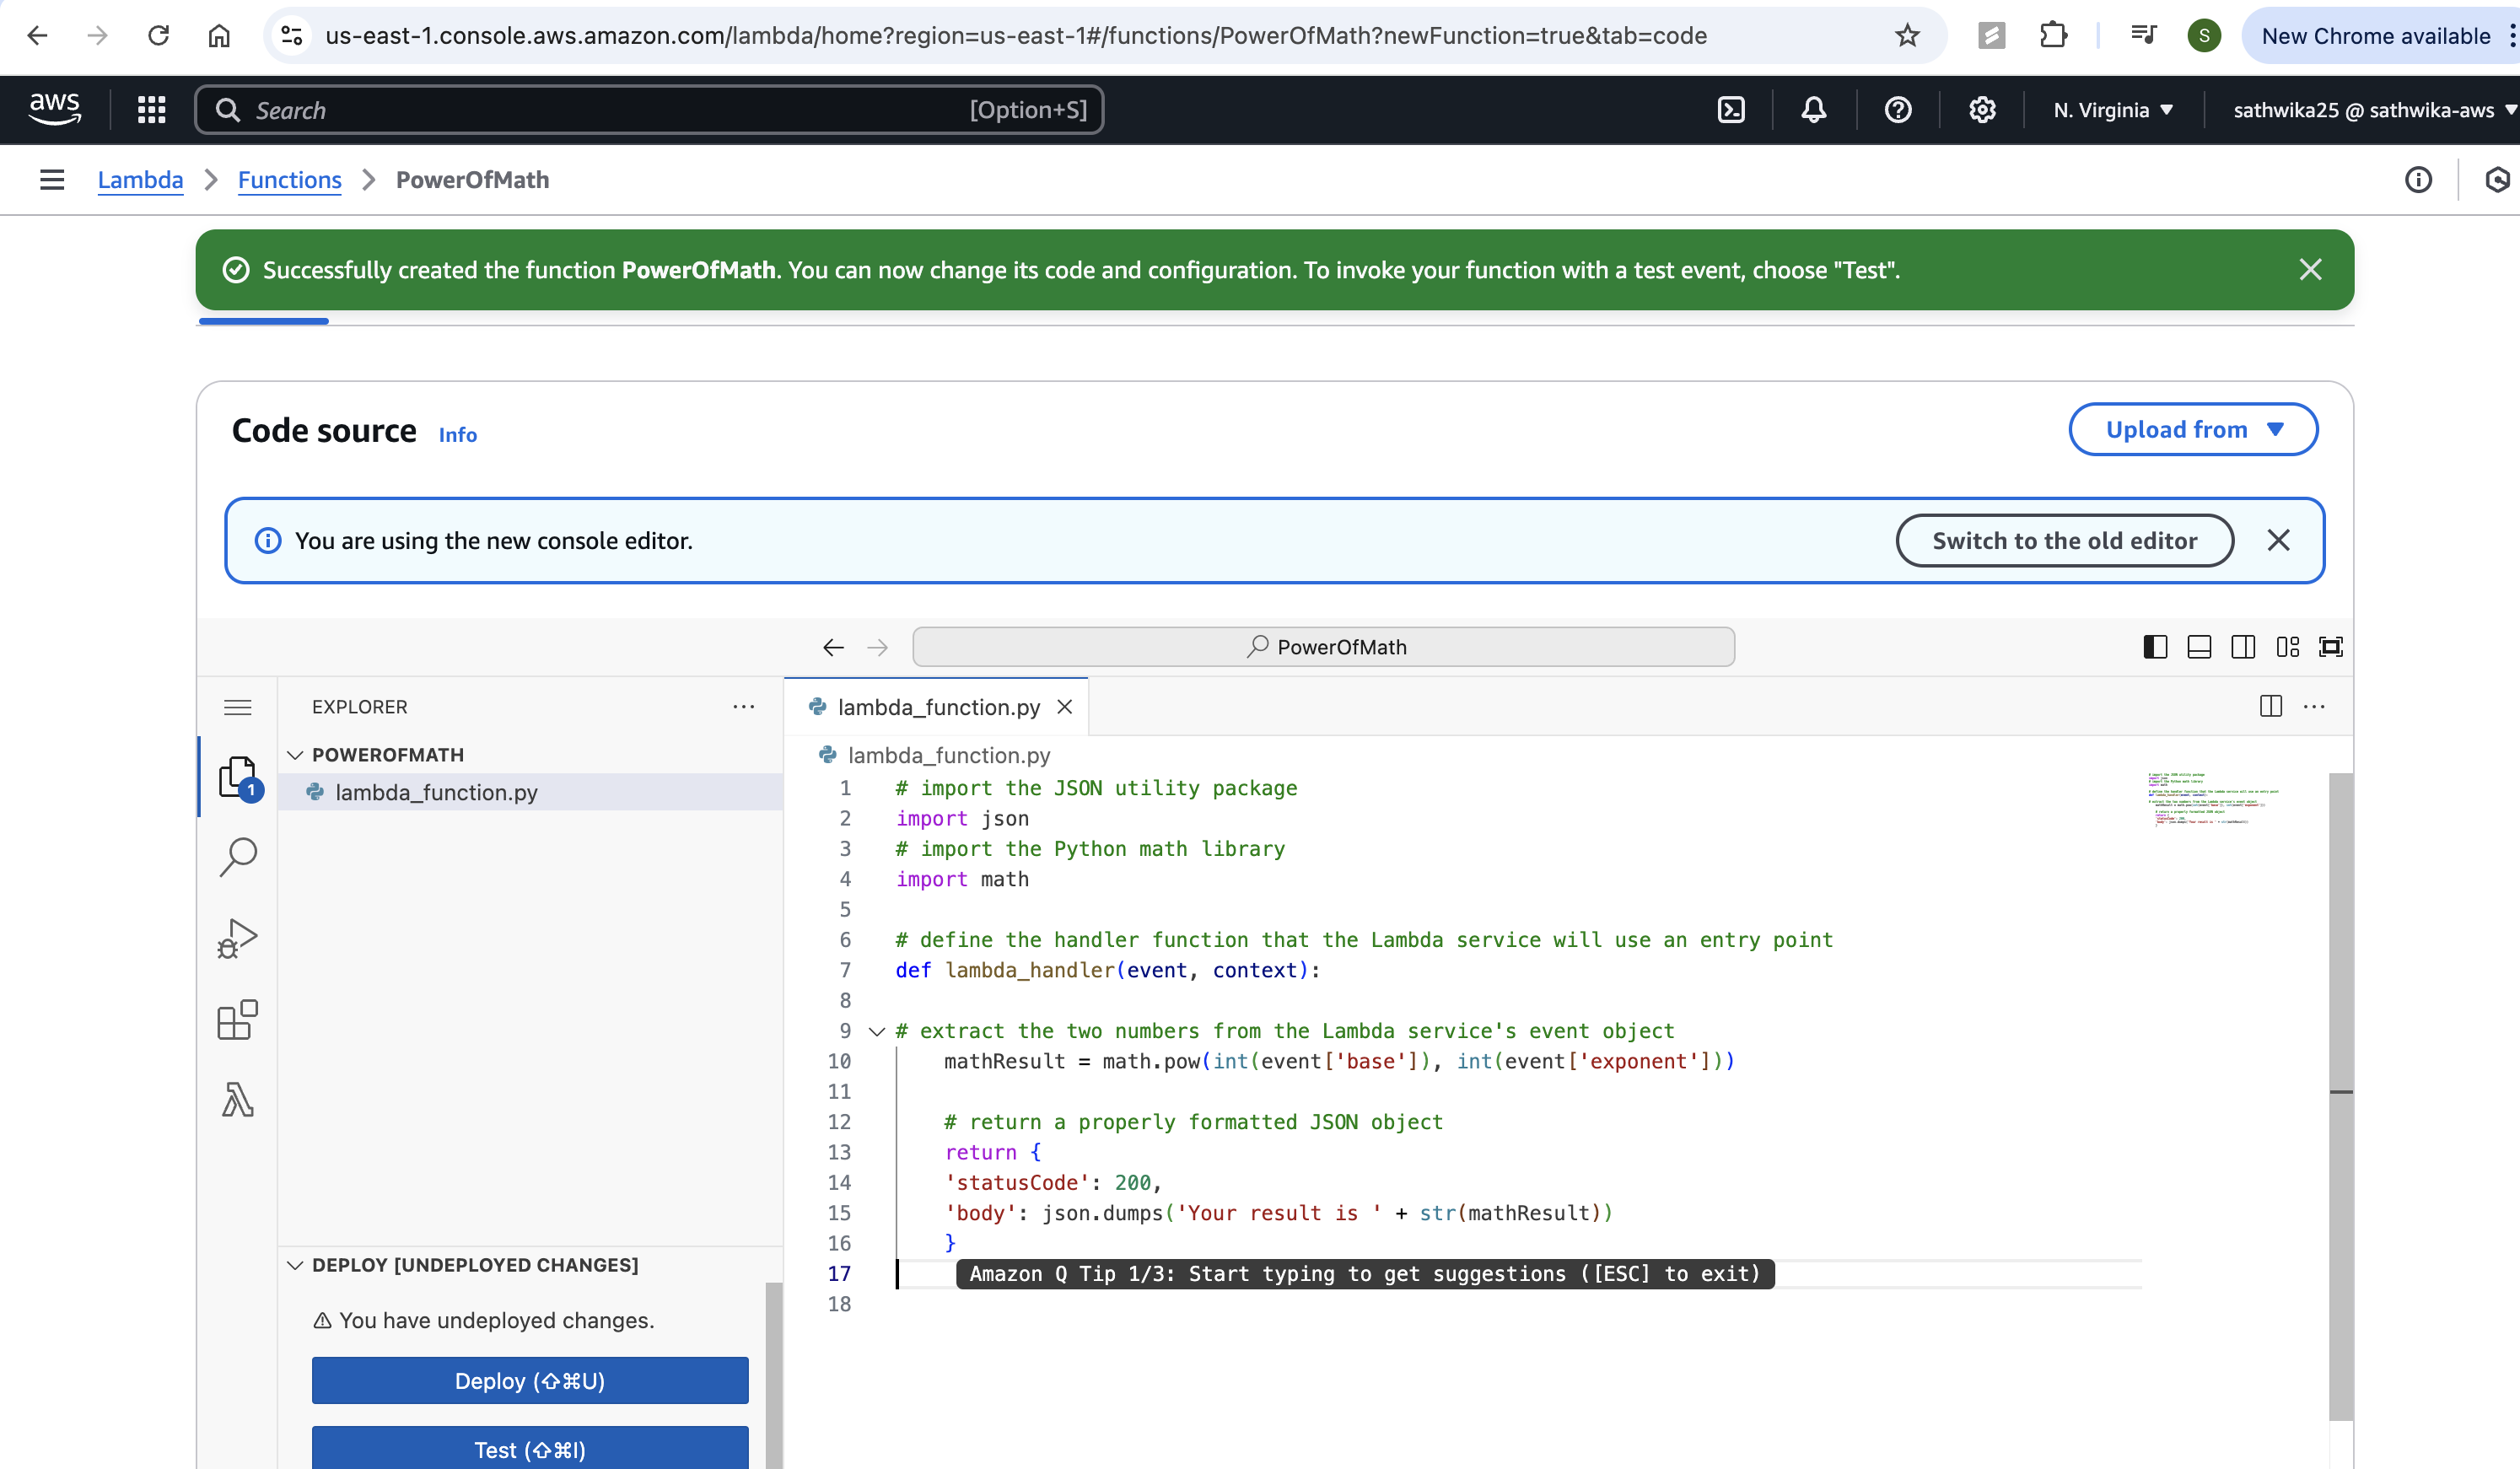 us-east-1.console.aws.amazon.com/lambda/home?region=us-east-1#/functions/PowerOfMath?newFunction=true&tab=code
S
New Chrome available
aws
Search
[Option+S]
N. Virginia
sathwika25 @ sathwika-aws
Lambda
Functions
PowerOfMath
Successfully created the function PowerOfMath. You can now change its code and configuration. To invoke your function with a test event, choose "Test".
Code source
Info
Upload from
You are using the new console editor.
Switch to the old editor
PowerOfMath
EXPLORER
POWEROFMATH
lambda_function.py
1
DEPLOY [UNDEPLOYED CHANGES]
You have undeployed changes.
Deploy (⇧⌘U)
Test (⇧⌘I)
lambda_function.py
lambda_function.py
1 # import the JSON utility package
2 import json
3 # import the Python math library
4 import math
5
6 # define the handler function that the Lambda service will use an entry point
7 def lambda_handler(event, context):
8
9 # extract the two numbers from the Lambda service's event object
10 mathResult = math.pow(int(event['base']), int(event['exponent']))
11
12 # return a properly formatted JSON object
13 return {
14 'statusCode': 200,
15 'body': json.dumps('Your result is ' + str(mathResult))
16 }
17 Amazon Q Tip 1/3: Start typing to get suggestions ([ESC] to exit)
18